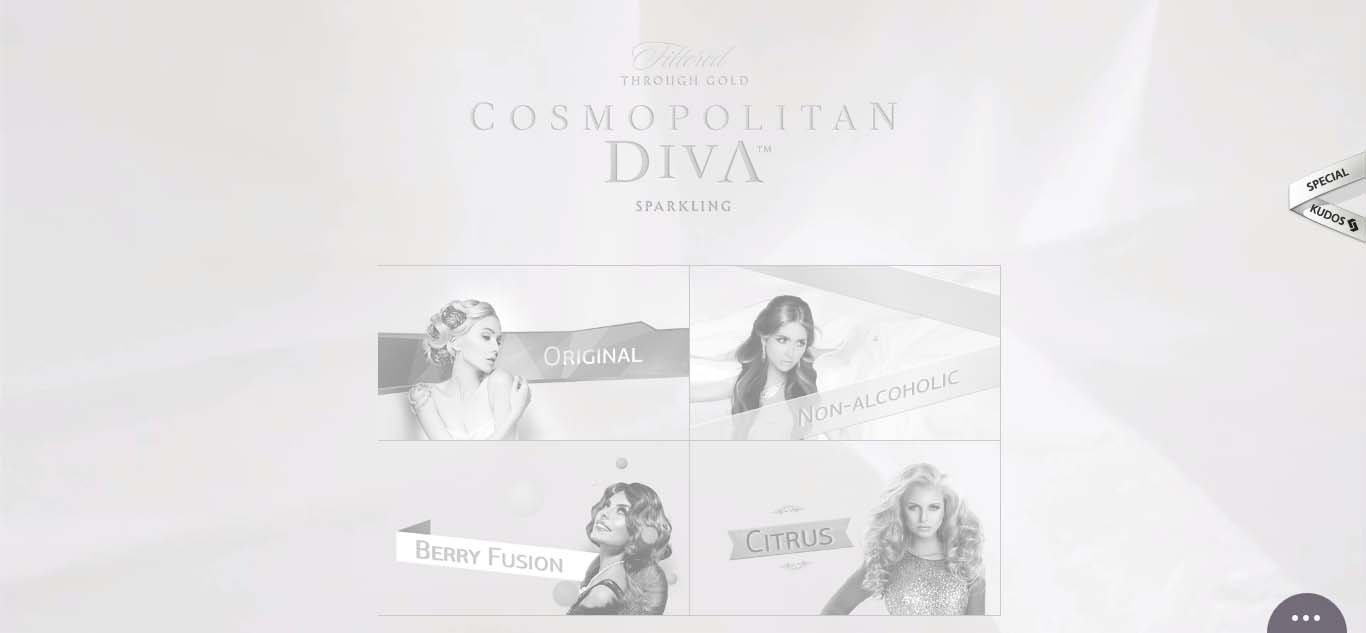 Filtered
THROUGH GOLD
COSMOPOLITAN
DIVA™
SPARKLING
SPECIAL
KUDOS
ORIGINAL
NON-ALCOHOLIC
BERRY FUSION
CITRUS